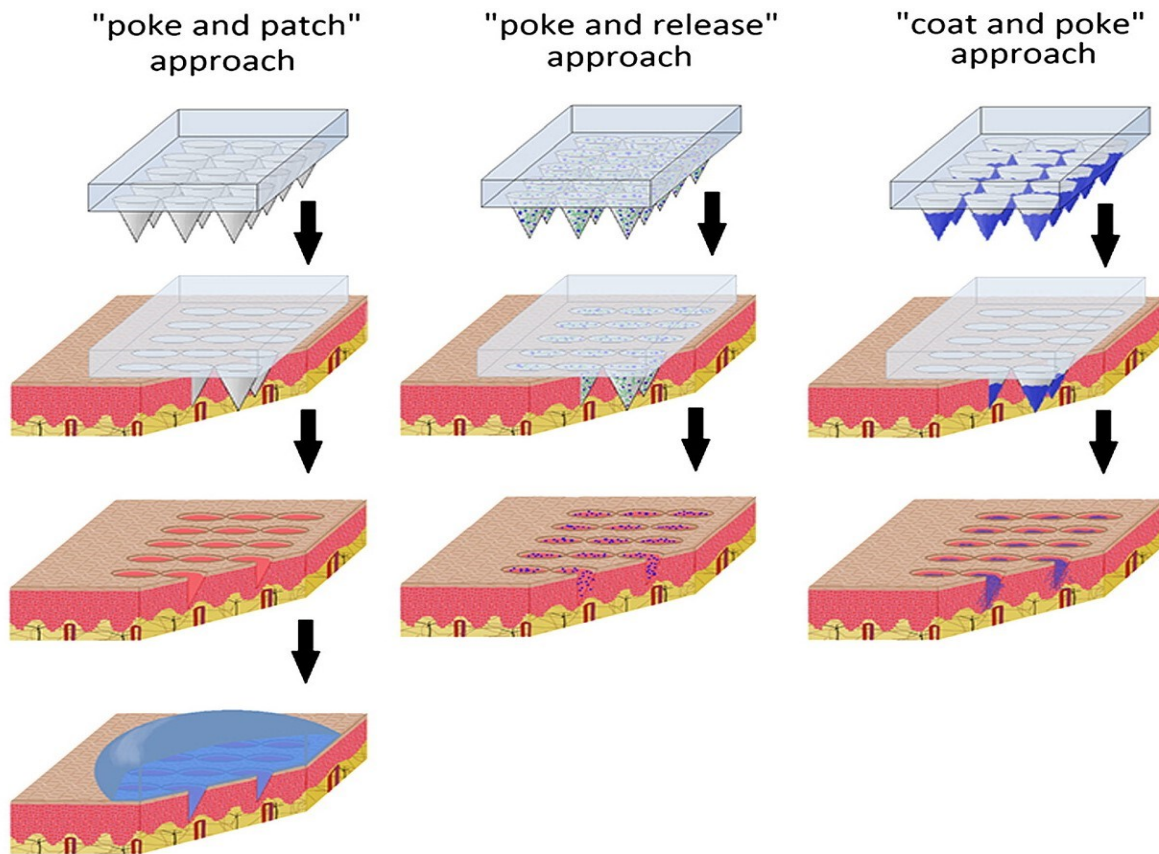 "poke and patch"
approach
"poke and release"
approach
"coat and poke"
approach